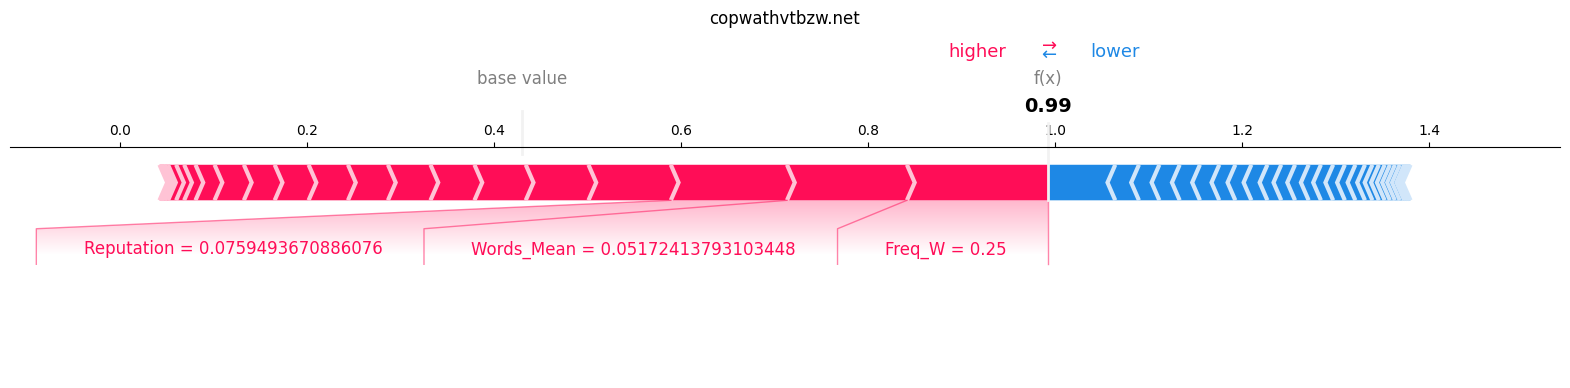 copwathvtbzw.net
higher → ← lower
base value f(x)
0.99
0.0 0.2 0.4 0.6 0.8 1.0 1.2 1.4
Reputation = 0.0759493670886076 Words_Mean = 0.05172413793103448 Freq_W = 0.25